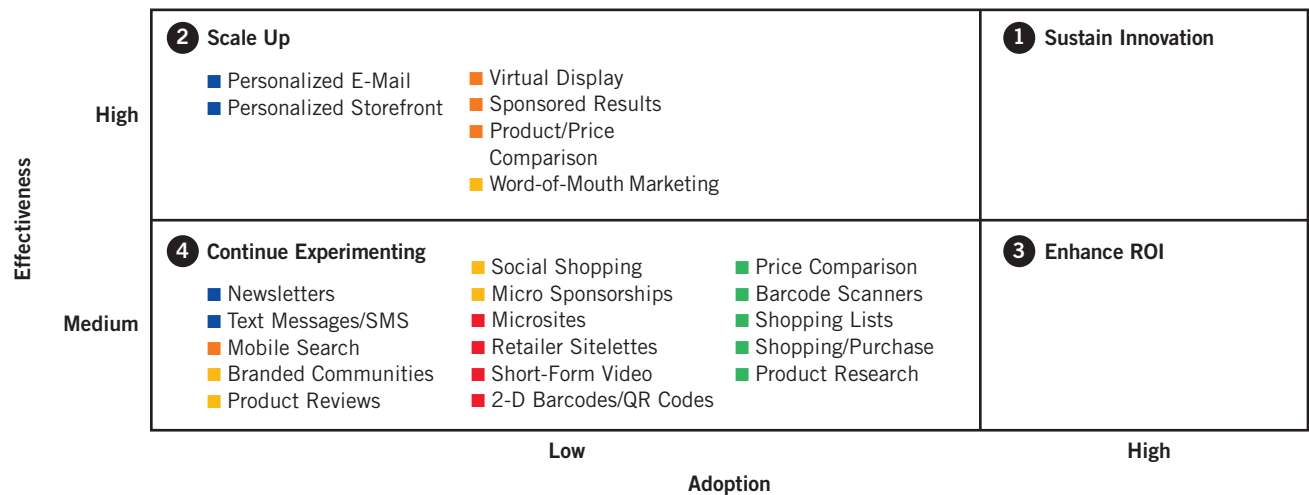 2 Scale Up
Personalized E-Mail
Personalized Storefront
Virtual Display
Sponsored Results
Product/Price
Comparison
Word-of-Mouth Marketing
1 Sustain Innovation
High
Effectiveness
4 Continue Experimenting
Newsletters
Text Messages/SMS
Mobile Search
Branded Communities
Product Reviews
Social Shopping
Micro Sponsorships
Microsites
Retailer Sitelettes
Short-Form Video
2-D Barcodes/QR Codes
Price Comparison
Barcode Scanners
Shopping Lists
Shopping/Purchase
Product Research
3 Enhance ROI
Medium
Low
High
Adoption